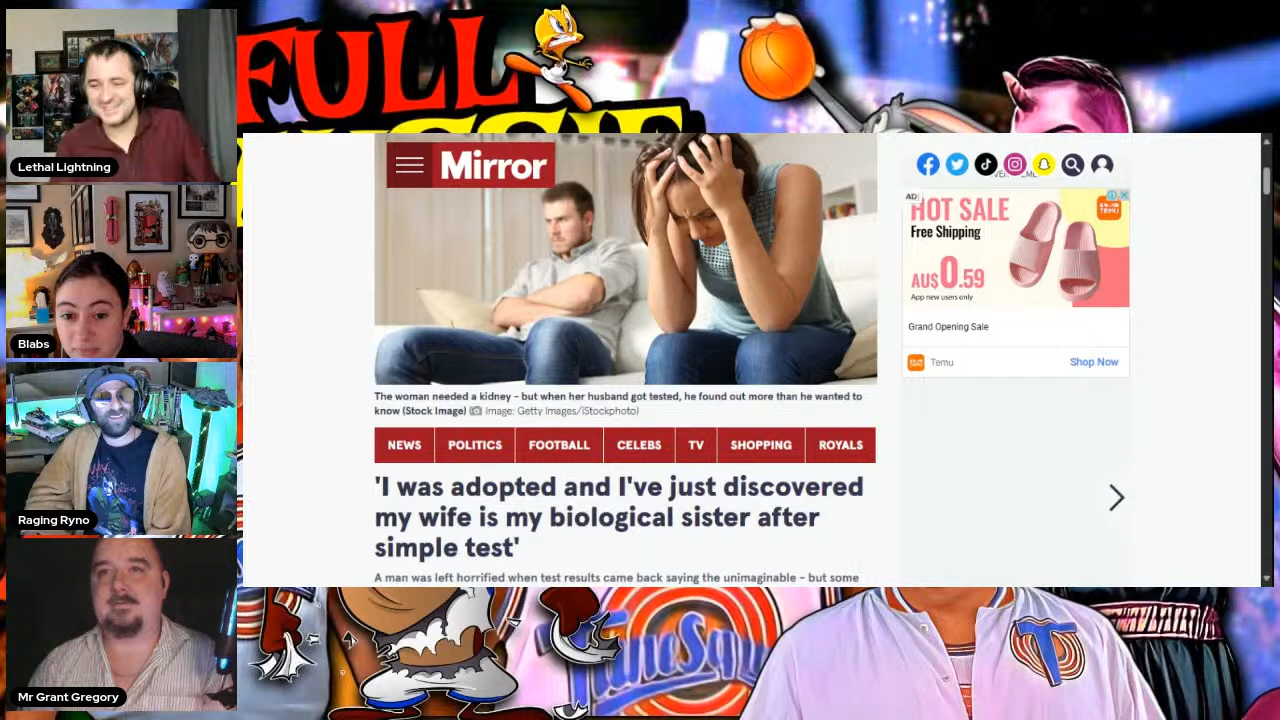 FULL
Lethal Lightning
Blabs
Raging Ryno
Mr Grant Gregory
Mirror
AD
HOT SALE
Free Shipping
AU$0.59
App new users only
TEMU
Grand Opening Sale
Temu
Shop Now
The woman needed a kidney – but when her husband got tested, he found out more than he wanted to
know (Stock Image) Image: Getty Images/iStockphoto)
NEWS
POLITICS
FOOTBALL
CELEBS
TV
SHOPPING
ROYALS
'I was adopted and I've just discovered
my wife is my biological sister after
simple test'
A man was left horrified when test results came back saying the unimaginable – but some
T